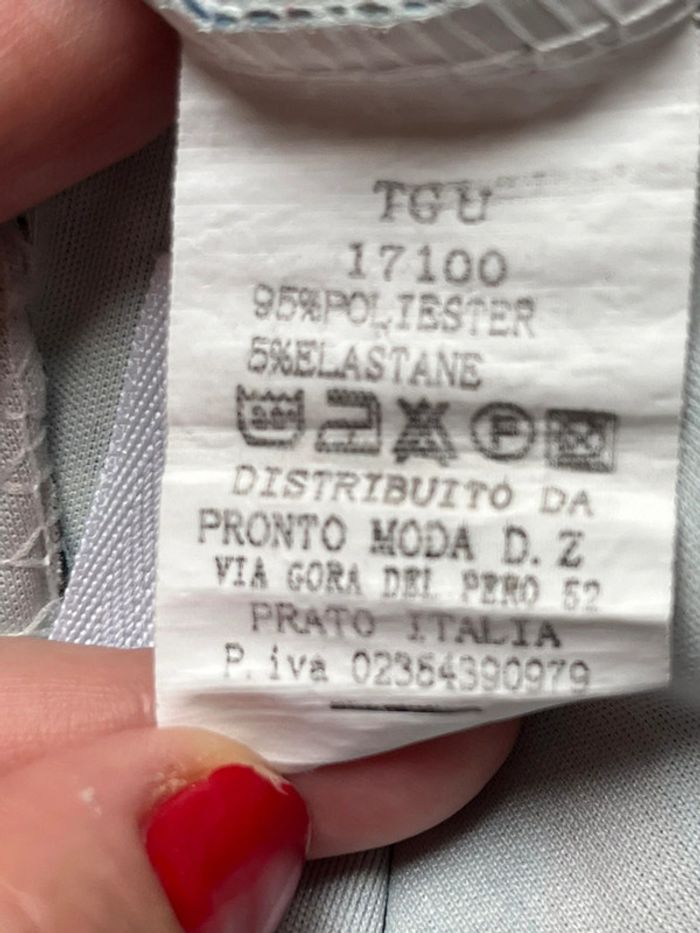 TGU
17100
95%POLIESTER
5%ELASTANE
P
DISTRIBUITO DA
PRONTO MODA D.Z
VIA GORA DEL PERO 52
PRATO ITALIA
P.iva 02364390979